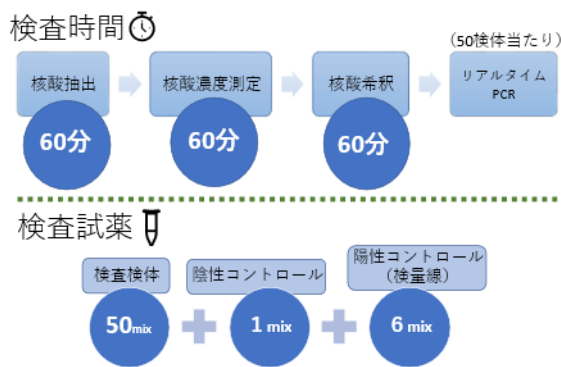 検査時間
(50検体当たり)
核酸抽出
核酸濃度測定
核酸希釈
リアルタイム
PCR
60分
60分
60分
検査試薬
検査検体
陰性コントロール
陽性コントロール
(検量線)
50mix
1 mix
6 mix